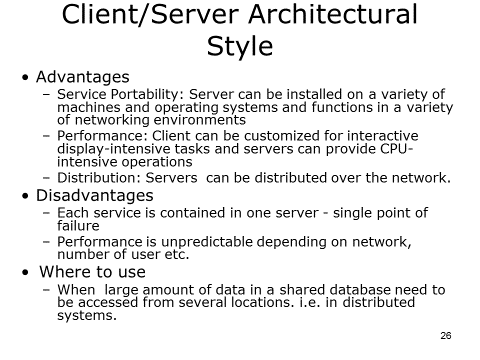 Client/Server Architectural
Style
• Advantages
– Service Portability: Server can be installed on a variety of
machines and operating systems and functions in a variety
of networking environments
– Performance: Client can be customized for interactive
display-intensive tasks and servers can provide CPU-
intensive operations
– Distribution: Servers can be distributed over the network.
• Disadvantages
– Each service is contained in one server - single point of
failure
– Performance is unpredictable depending on network,
number of user etc.
• Where to use
– When large amount of data in a shared database need to
be accessed from several locations. i.e. in distributed
systems.
26